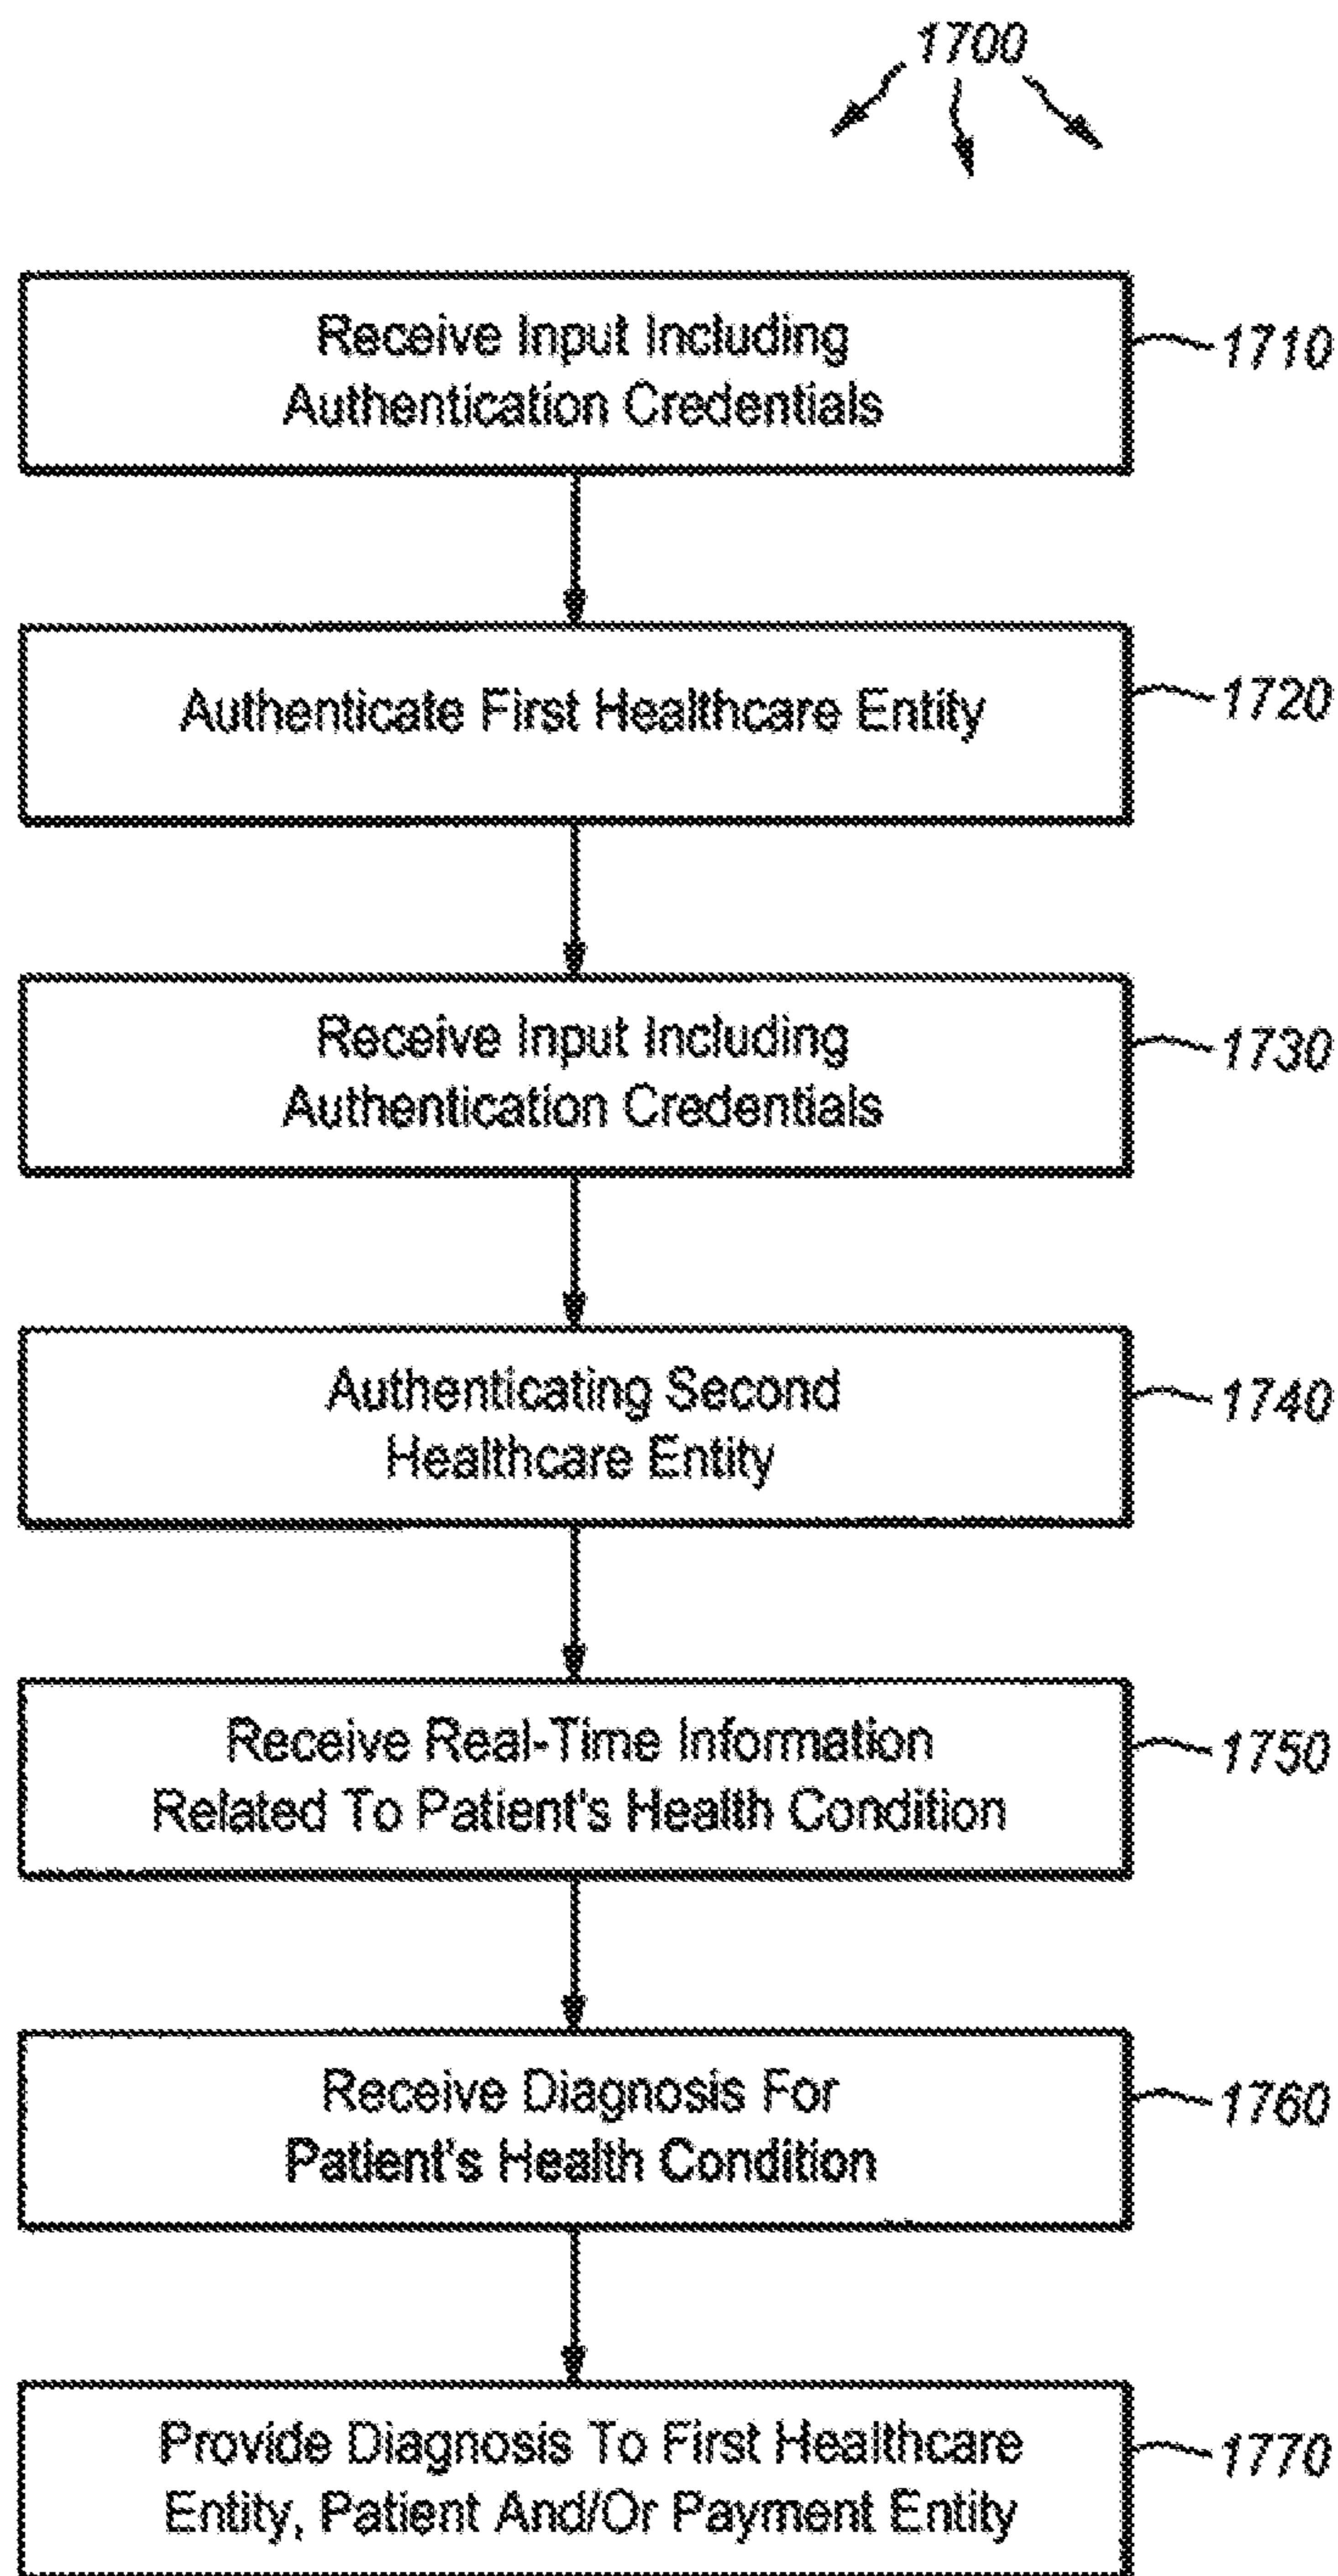 1700
Receive Input Including
Authentication Credentials
1710
Authenticate First Healthcare Entity
1720
Receive Input Including
Authentication Credentials
1730
Authenticating Second
Healthcare Entity
1740
Receive Real-Time Information
Related To Patient's Health Condition
1750
Receive Diagnosis For
Patient's Health Condition
1760
Provide Diagnosis To First Healthcare
Entity, Patient And/Or Payment Entity
1770